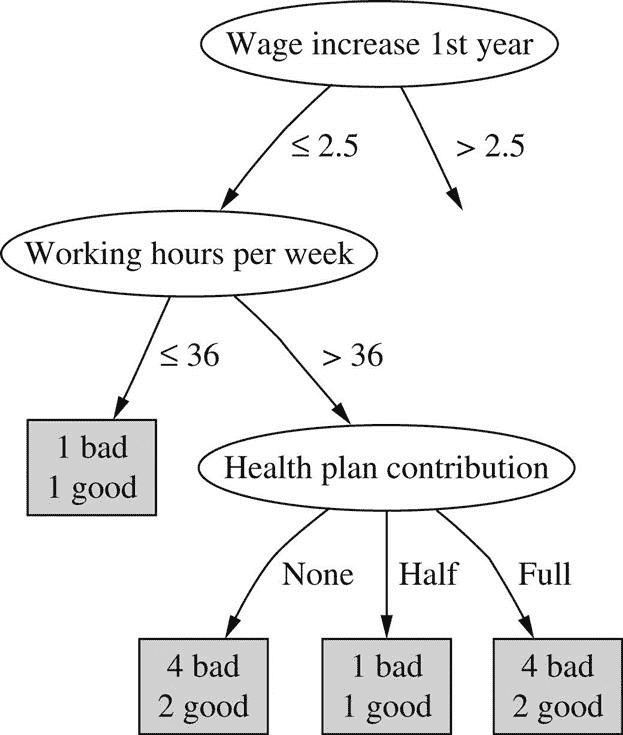 Wage increase 1st year
≤ 2.5
> 2.5
Working hours per week
≤ 36
> 36
1 bad
1 good
Health plan contribution
None
Half
Full
4 bad
2 good
1 bad
1 good
4 bad
2 good